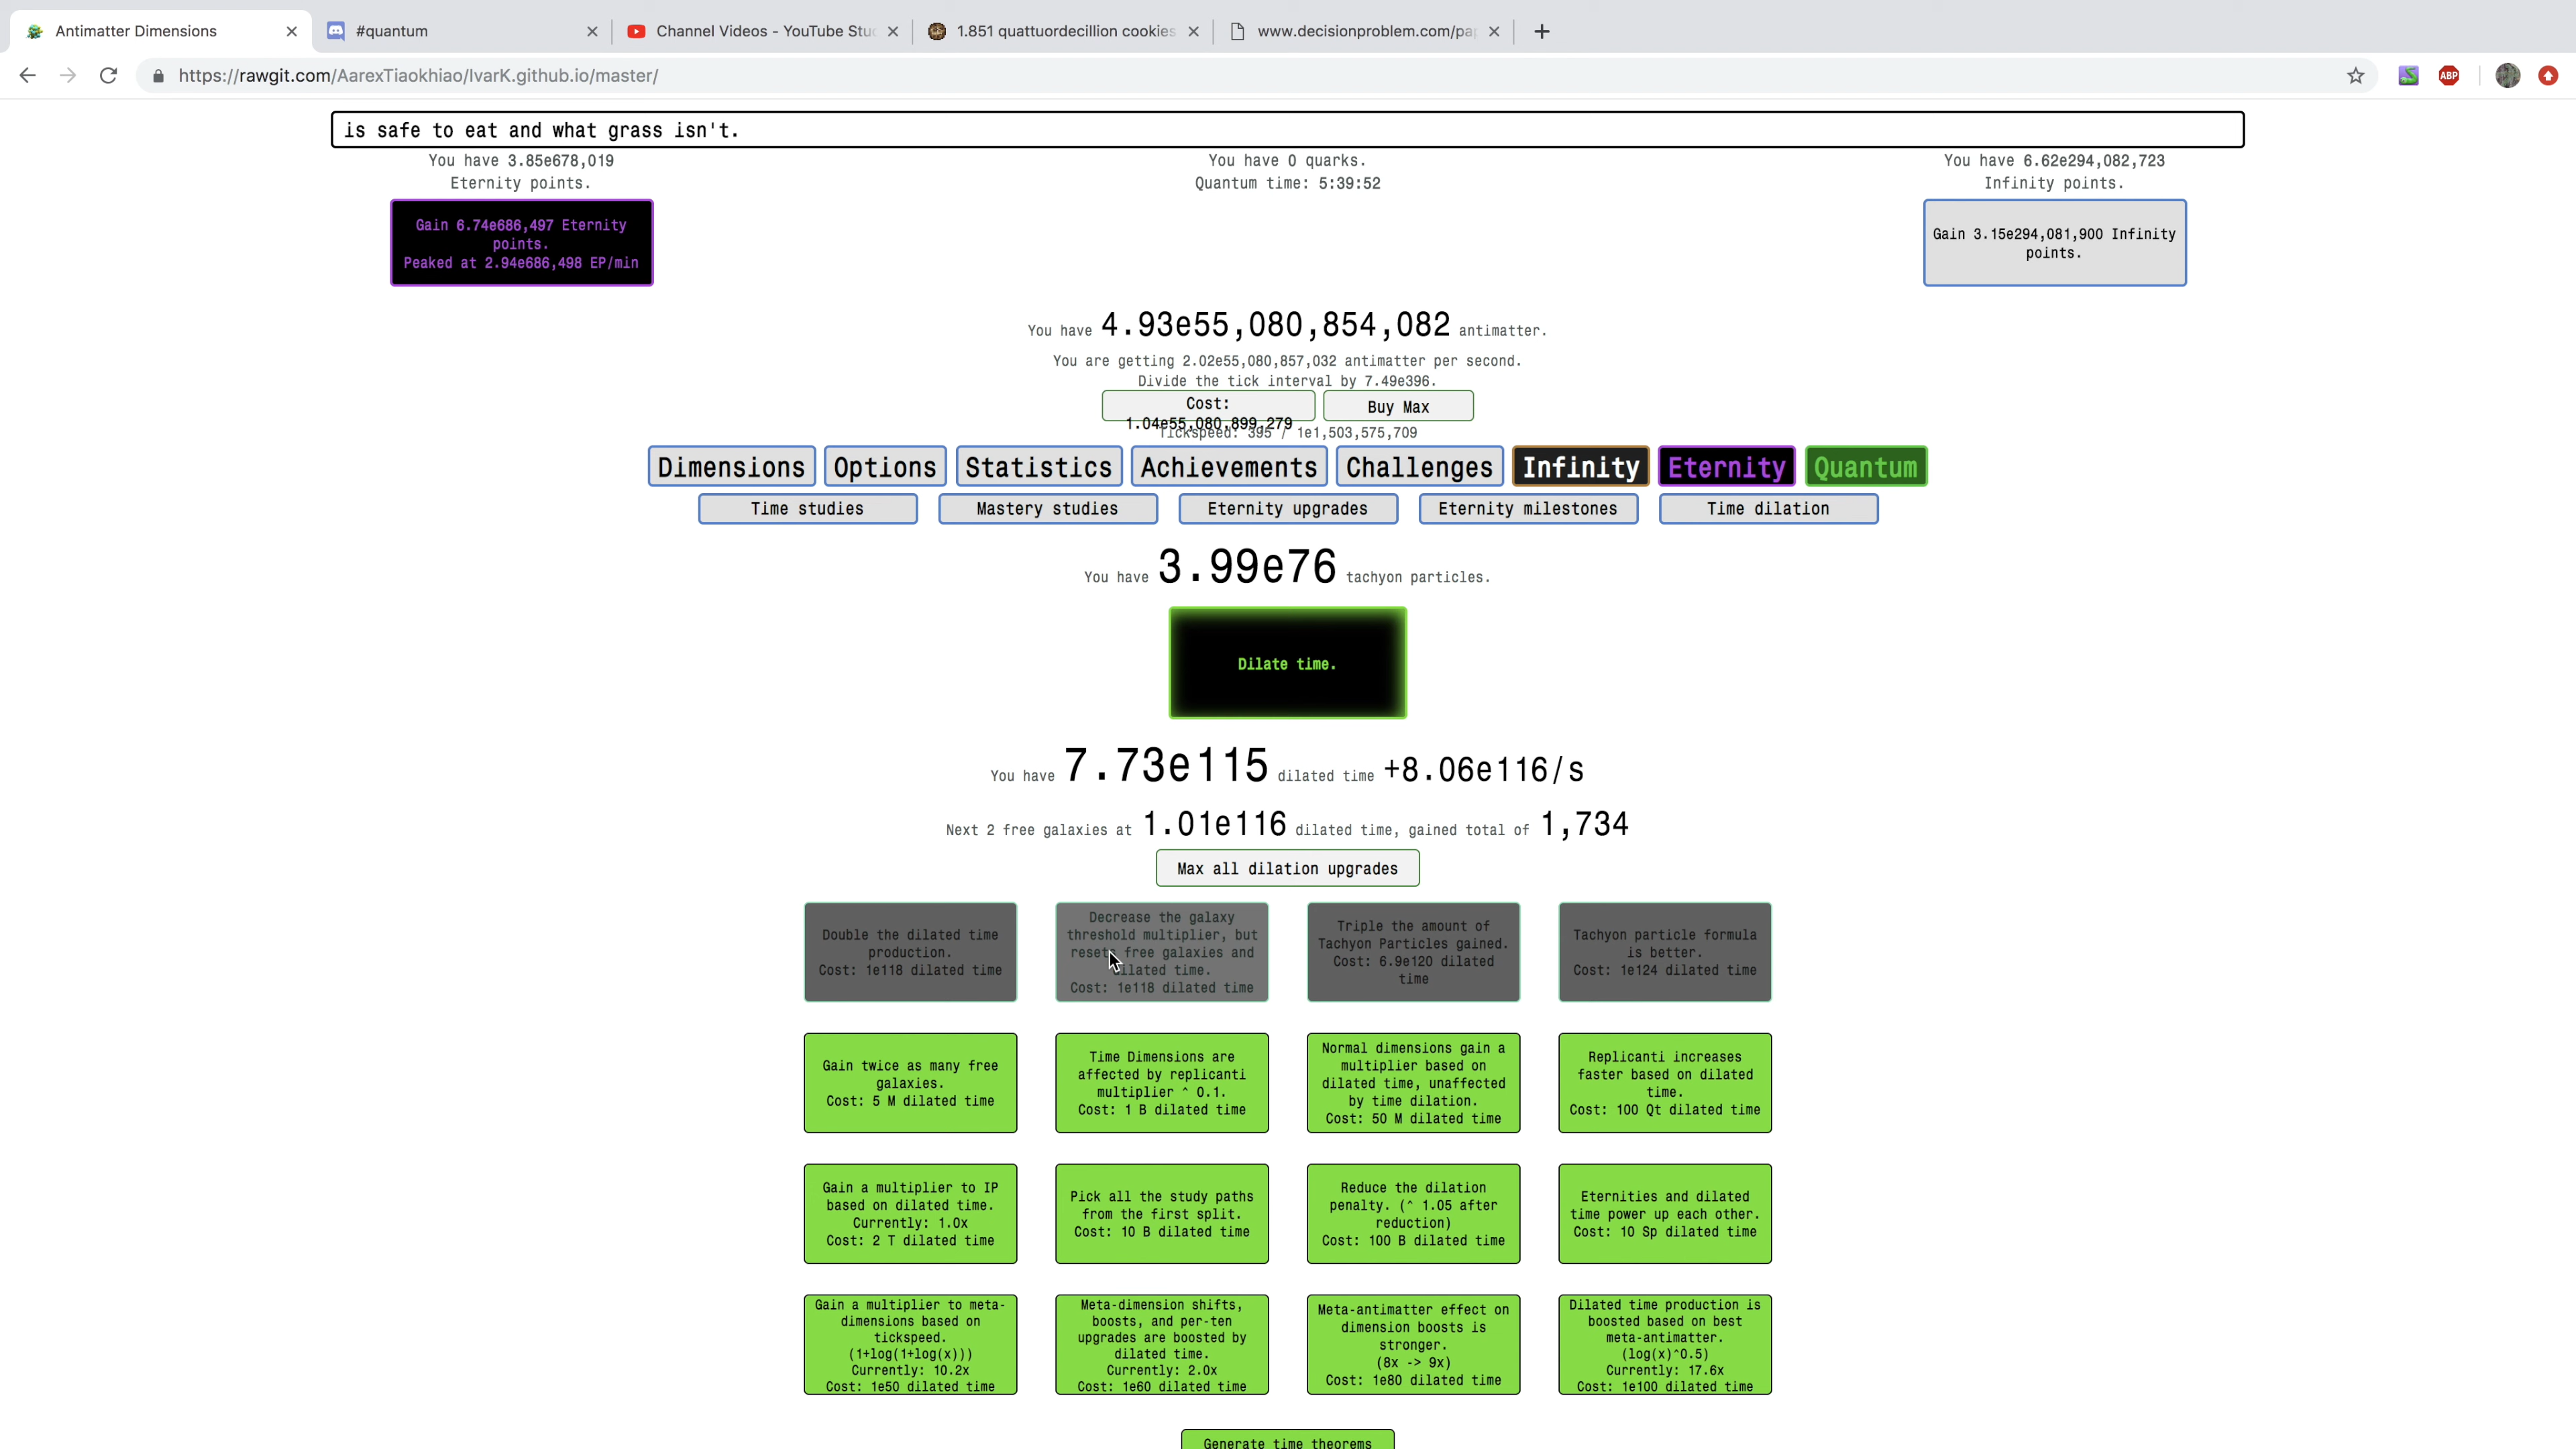 Antimatter Dimensions
#quantum
Channel Videos - YouTube Stu
1.851 quattuordecillion cookies
www.decisionproblem.com/pa
https://rawgit.com/AarexTiaokhiao/IvarK.github.io/master/
ABP
is safe to eat and what grass isn't.
You have 3.85e678,019
Eternity points.
You have 0 quarks.
Quantum time: 5:39:52
You have 6.62e294,082,723
Infinity points.
Gain 6.74e686,497 Eternity
points.
Peaked at 2.94e686,498 EP/min
Gain 3.15e294,081,900 Infinity
points.
You have 4.93e55,080,854,082 antimatter.
You are getting 2.02e55,080,857,032 antimatter per second.
Divide the tick interval by 7.49e396.
Cost:
1.04e55,080,899,279
Buy Max
Tickspeed: 395 / 1e1,503,575,709
Dimensions Options Statistics Achievements Challenges Infinity Eternity Quantum
Time studies Mastery studies Eternity upgrades Eternity milestones Time dilation
You have 3.99e76 tachyon particles.
Dilate time.
You have 7.73e115 dilated time +8.06e116/s
Next 2 free galaxies at 1.01e116 dilated time, gained total of 1,734
Max all dilation upgrades
Double the dilated time
production.
Cost: 1e118 dilated time
Decrease the galaxy
threshold multiplier, but
resets free galaxies and
dilated time.
Cost: 1e118 dilated time
Triple the amount of
Tachyon Particles gained.
Cost: 6.9e120 dilated
time
Tachyon particle formula
is better.
Cost: 1e124 dilated time
Gain twice as many free
galaxies.
Cost: 5 M dilated time
Time Dimensions are
affected by replicanti
multiplier ^ 0.1.
Cost: 1 B dilated time
Normal dimensions gain a
multiplier based on
dilated time, unaffected
by time dilation.
Cost: 50 M dilated time
Replicanti increases
faster based on dilated
time.
Cost: 100 Qt dilated time
Gain a multiplier to IP
based on dilated time.
Currently: 1.0x
Cost: 2 T dilated time
Pick all the study paths
from the first split.
Cost: 10 B dilated time
Reduce the dilation
penalty. (^ 1.05 after
reduction)
Cost: 100 B dilated time
Eternities and dilated
time power up each other.
Cost: 10 Sp dilated time
Gain a multiplier to meta-
dimensions based on
tickspeed.
(1+log(1+log(x)))
Currently: 10.2x
Cost: 1e50 dilated time
Meta-dimension shifts,
boosts, and per-ten
upgrades are boosted by
dilated time.
Currently: 2.0x
Cost: 1e60 dilated time
Meta-antimatter effect on
dimension boosts is
stronger.
(8x -> 9x)
Cost: 1e80 dilated time
Dilated time production is
boosted based on best
meta-antimatter.
(log(x)^0.5)
Currently: 17.6x
Cost: 1e100 dilated time
Generate time theorems